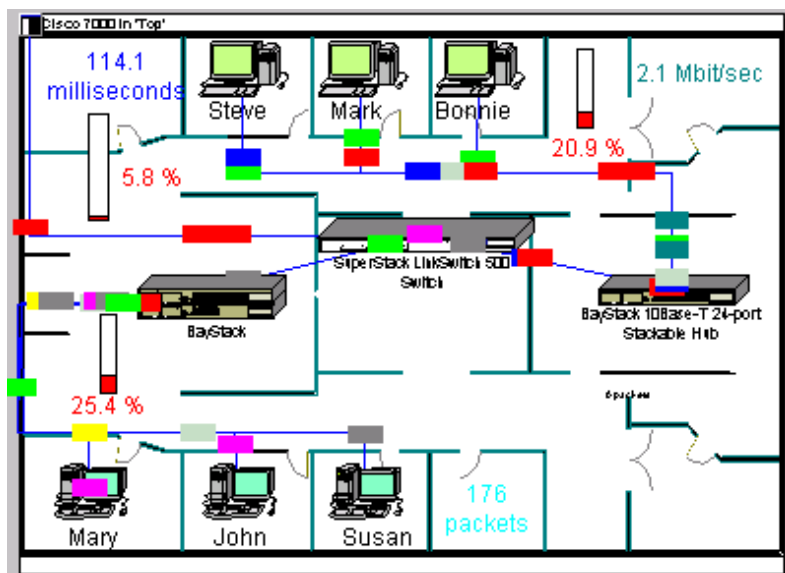 Cisco 7000 in 'Top'
114.1
milliseconds
2.1 Mbit/sec
Steve
Mark
Bonnie
20.9 %
5.8 %
SuperStack LinkSwitch 500
Switch
BayStack
BayStack 10Base-T 24-port
Stackable Hub
25.4 %
176
packets
Mary
John
Susan